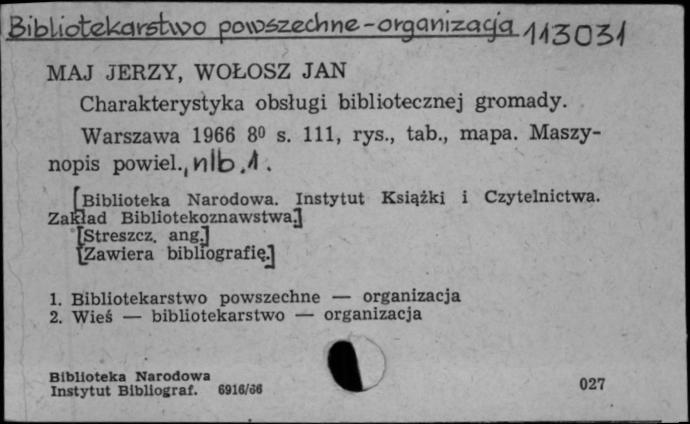 Bibliotekarstwo powszechne - organizacja 113031
MAJ JERZY, WOŁOSZ JAN
Charakterystyka obsługi bibliotecznej gromady.
Warszawa 1966 8⁰ s. 111, rys., tab., mapa. Maszy-
nopis powiel., nlb. 1.
[Biblioteka Narodowa. Instytut Książki i Czytelnictwa.
Zakład Bibliotekoznawstwa.]
[Streszcz. ang.]
[Zawiera bibliografię.]
1. Bibliotekarstwo powszechne — organizacja
2. Wieś — bibliotekarstwo — organizacja
Biblioteka Narodowa
Instytut Bibliograf. 6916/66
027